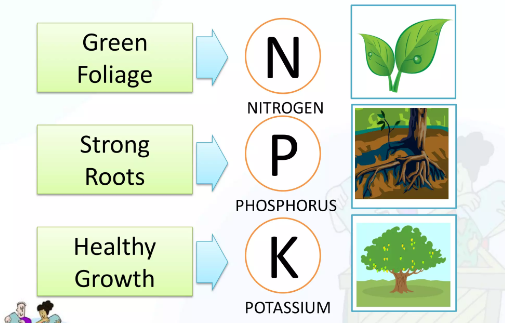 Green
Foliage
N
NITROGEN
Strong
Roots
P
PHOSPHORUS
Healthy
Growth
K
POTASSIUM